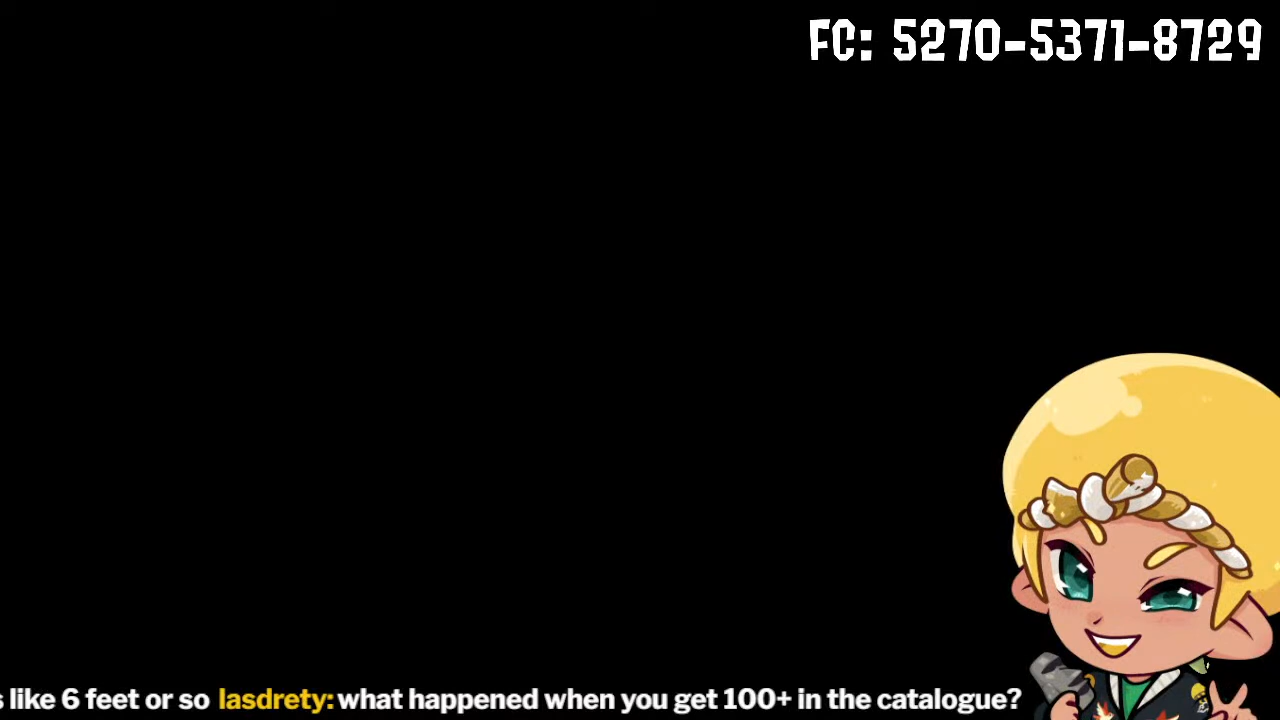 FC: 5270-5371-8729
s like 6 feet or so lasdrety: what happened when you get 100+ in the catalogue?